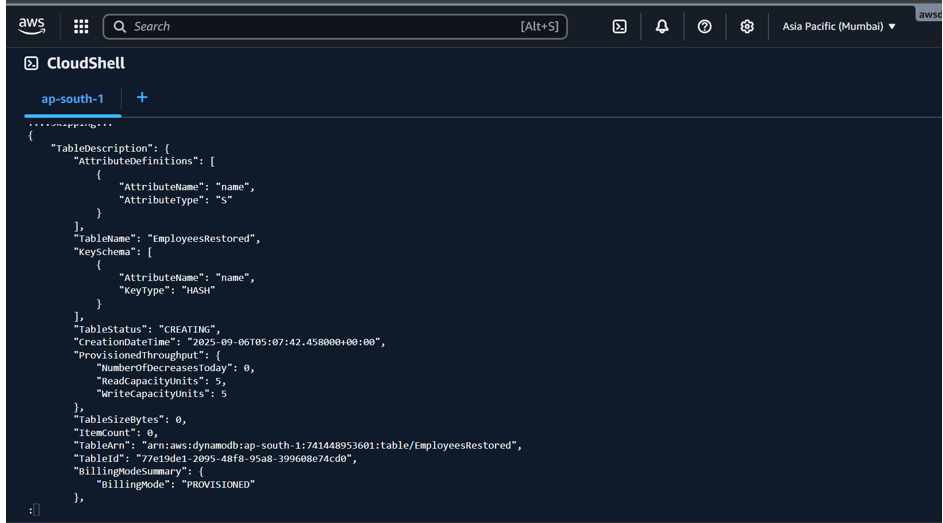 aws
Search
[Alt+S]
Asia Pacific (Mumbai) ▼
awsd
CloudShell
ap-south-1
+
....skipping...
{
    "TableDescription": {
        "AttributeDefinitions": [
            {
                "AttributeName": "name",
                "AttributeType": "S"
            }
        ],
        "TableName": "EmployeesRestored",
        "KeySchema": [
            {
                "AttributeName": "name",
                "KeyType": "HASH"
            }
        ],
        "TableStatus": "CREATING",
        "CreationDateTime": "2025-09-06T05:07:42.458000+00:00",
        "ProvisionedThroughput": {
            "NumberOfDecreasesToday": 0,
            "ReadCapacityUnits": 5,
            "WriteCapacityUnits": 5
        },
        "TableSizeBytes": 0,
        "ItemCount": 0,
        "TableArn": "arn:aws:dynamodb:ap-south-1:741448953601:table/EmployeesRestored",
        "TableId": "77e19de1-2095-48f8-95a8-399608e74cd0",
        "BillingModeSummary": {
            "BillingMode": "PROVISIONED"
        },
: